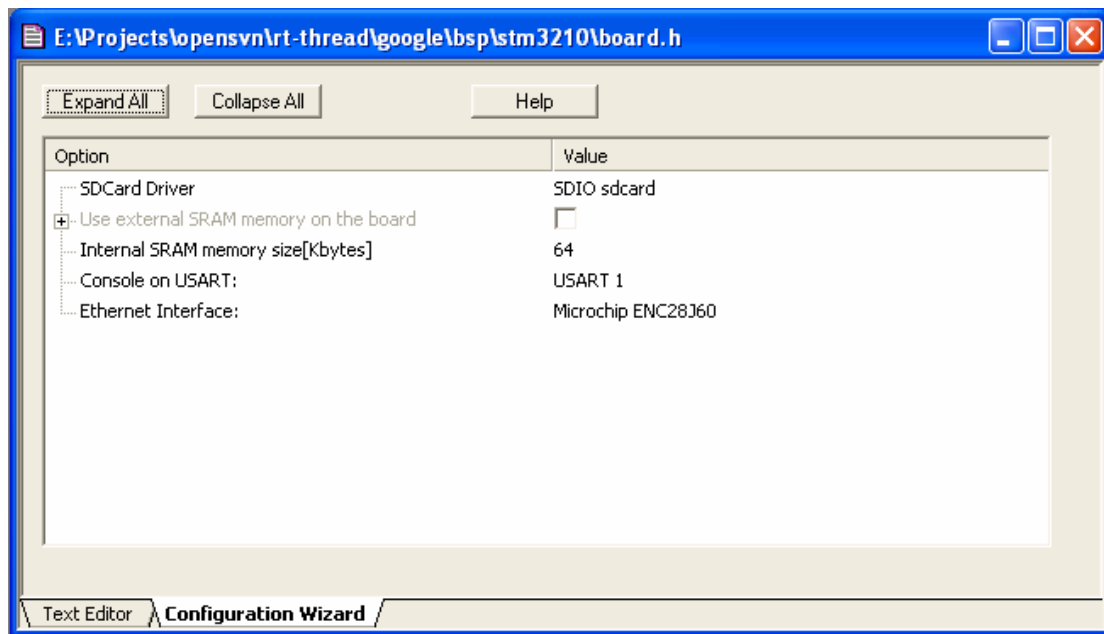 E:\Projects\opensvn\rt-thread\google\bsp\stm3210\board.h
Expand All Collapse All Help
Option Value
SDCard Driver SDIO sdcard
Use external SRAM memory on the board
Internal SRAM memory size[Kbytes] 64
Console on USART: USART 1
Ethernet Interface: Microchip ENC28J60
Text Editor Configuration Wizard